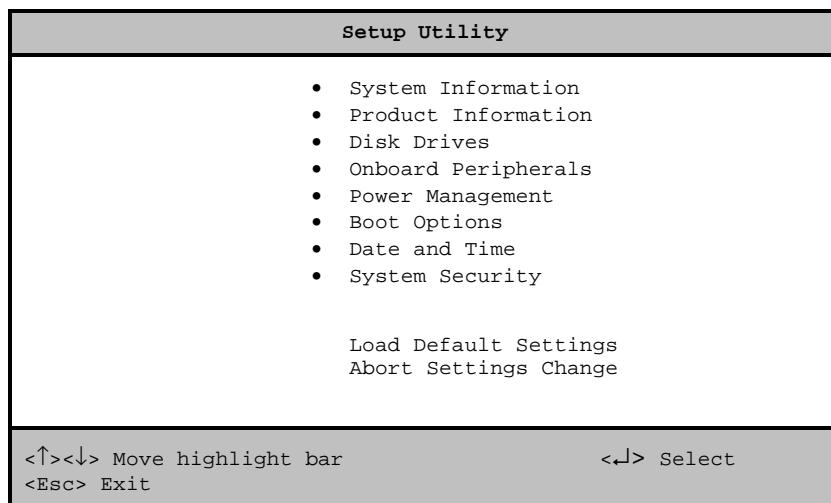 Setup Utility
• System Information
• Product Information
• Disk Drives
• Onboard Peripherals
• Power Management
• Boot Options
• Date and Time
• System Security
Load Default Settings
Abort Settings Change
<↑><↓> Move highlight bar <↵> Select
<Esc> Exit